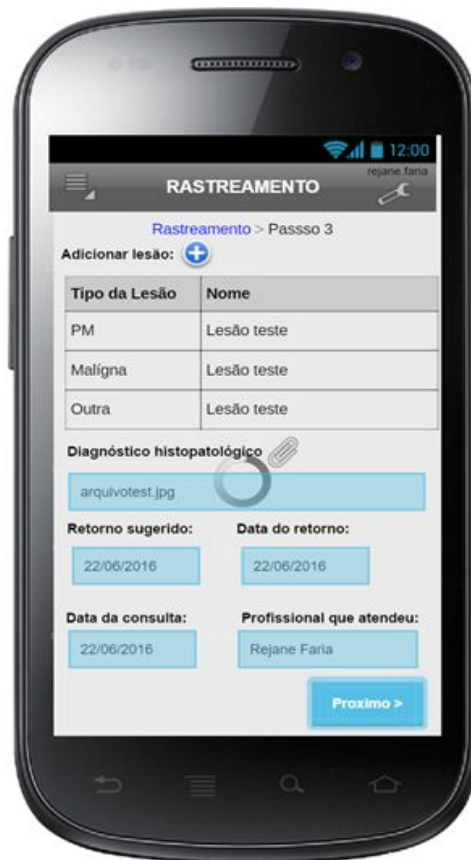 12:00
rejane.faria
RASTREAMENTO
Rastreamento > Passso 3
Adicionar lesão:
Tipo da Lesão Nome
PM Lesão teste
Malígna Lesão teste
Outra Lesão teste
Diagnóstico histopatológico
arquivotest.jpg
Retorno sugerido: Data do retorno:
22/06/2016 22/06/2016
Data da consulta: Profissional que atendeu:
22/06/2016 Rejane Faria
Proximo >